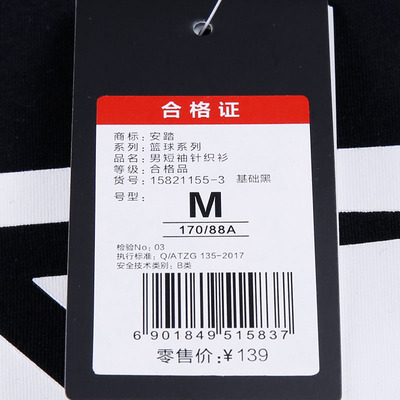 合格证
商标: 安踏
系列: 篮球系列
品名: 男短袖针织衫
等级: 合格品
货号: 15821155-3 基础黑
号型: M
170/88A
检验No: 03
执行标准: Q/ATZG 135-2017
安全技术类别: B类
6 901849 515837
零售价:￥139